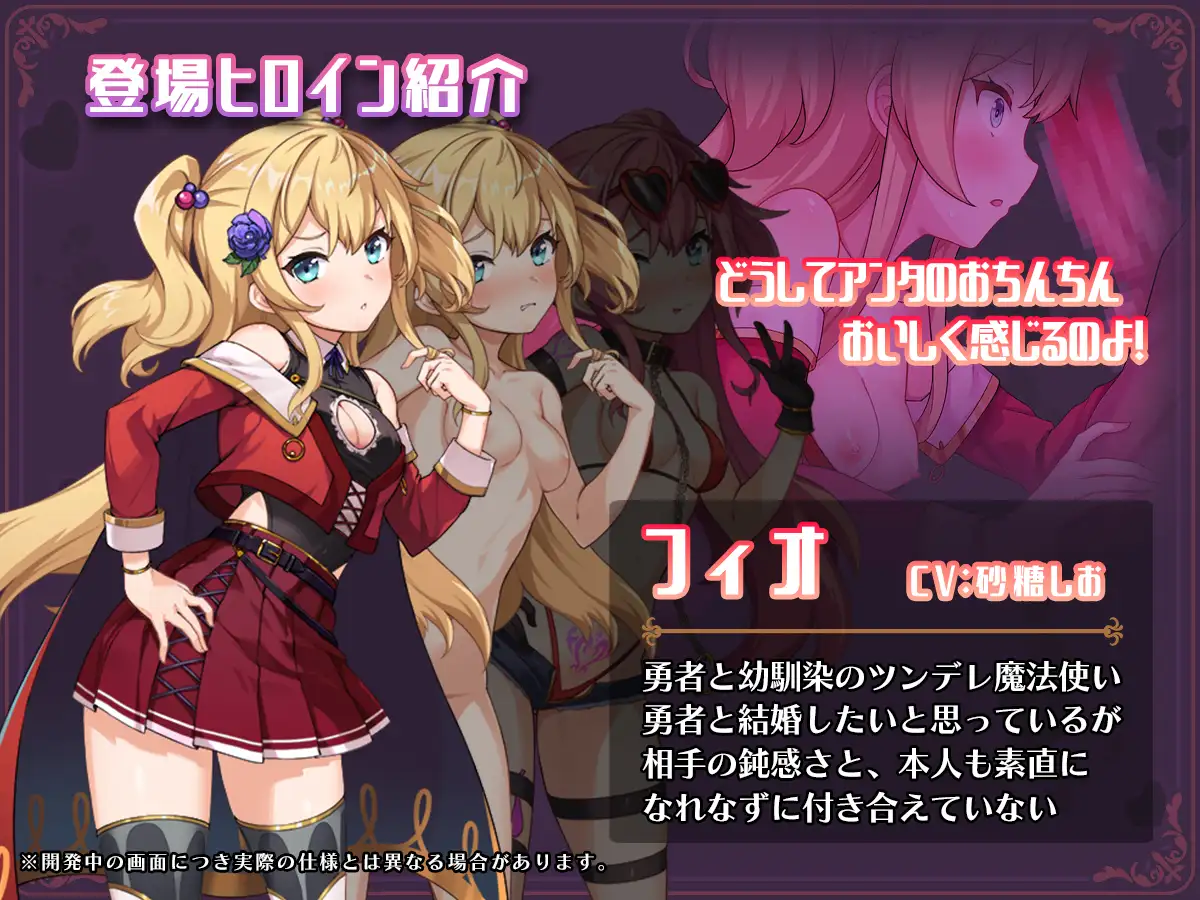 登場ヒロイン紹介
どうしてアンタのおちんちん
おいしく感じるのよ!
フィオ
CV:砂糖しお
勇者と幼馴染のツンデレ魔法使い
勇者と結婚したいと思っているが
相手の鈍感さと、本人も素直に
なれなずに付き合えていない
※開発中の画面につき実際の仕様とは異なる場合があります。